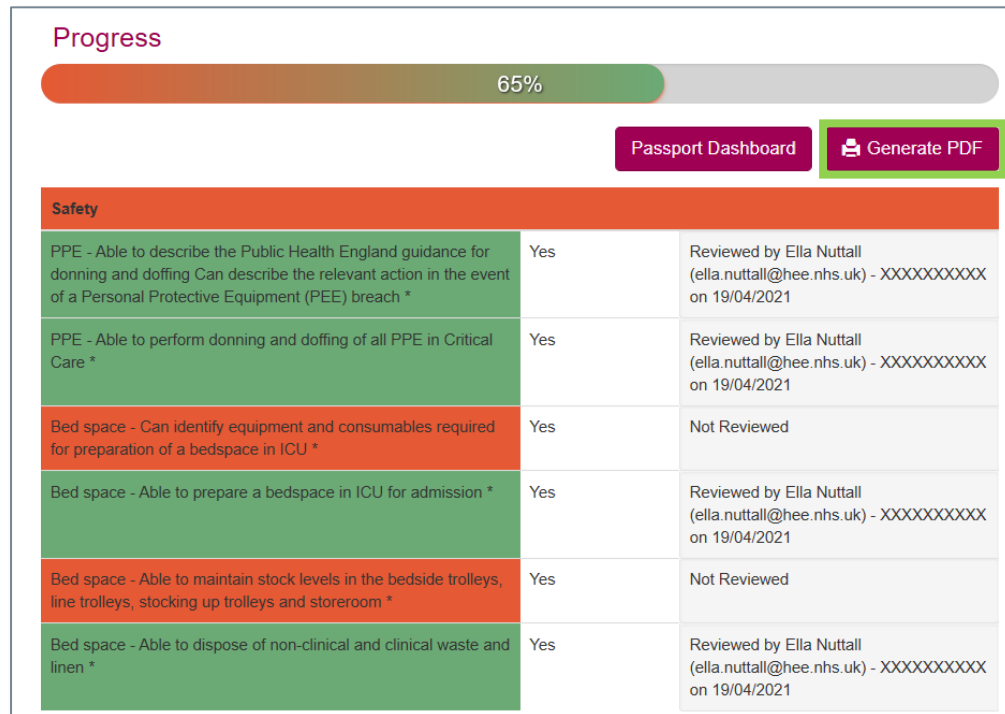 Progress
65%
Passport Dashboard
Generate PDF
Safety
PPE - Able to describe the Public Health England guidance for
donning and doffing Can describe the relevant action in the event
of a Personal Protective Equipment (PEE) breach *
Yes
Reviewed by Ella Nuttall
(ella.nuttall@hee.nhs.uk) - XXXXXXXXXX
on 19/04/2021
PPE - Able to perform donning and doffing of all PPE in Critical
Care *
Yes
Reviewed by Ella Nuttall
(ella.nuttall@hee.nhs.uk) - XXXXXXXXXX
on 19/04/2021
Bed space - Can identify equipment and consumables required
for preparation of a bedspace in ICU *
Yes
Not Reviewed
Bed space - Able to prepare a bedspace in ICU for admission *
Yes
Reviewed by Ella Nuttall
(ella.nuttall@hee.nhs.uk) - XXXXXXXXXX
on 19/04/2021
Bed space - Able to maintain stock levels in the bedside trolleys,
line trolleys, stocking up trolleys and storeroom *
Yes
Not Reviewed
Bed space - Able to dispose of non-clinical and clinical waste and
linen *
Yes
Reviewed by Ella Nuttall
(ella.nuttall@hee.nhs.uk) - XXXXXXXXXX
on 19/04/2021